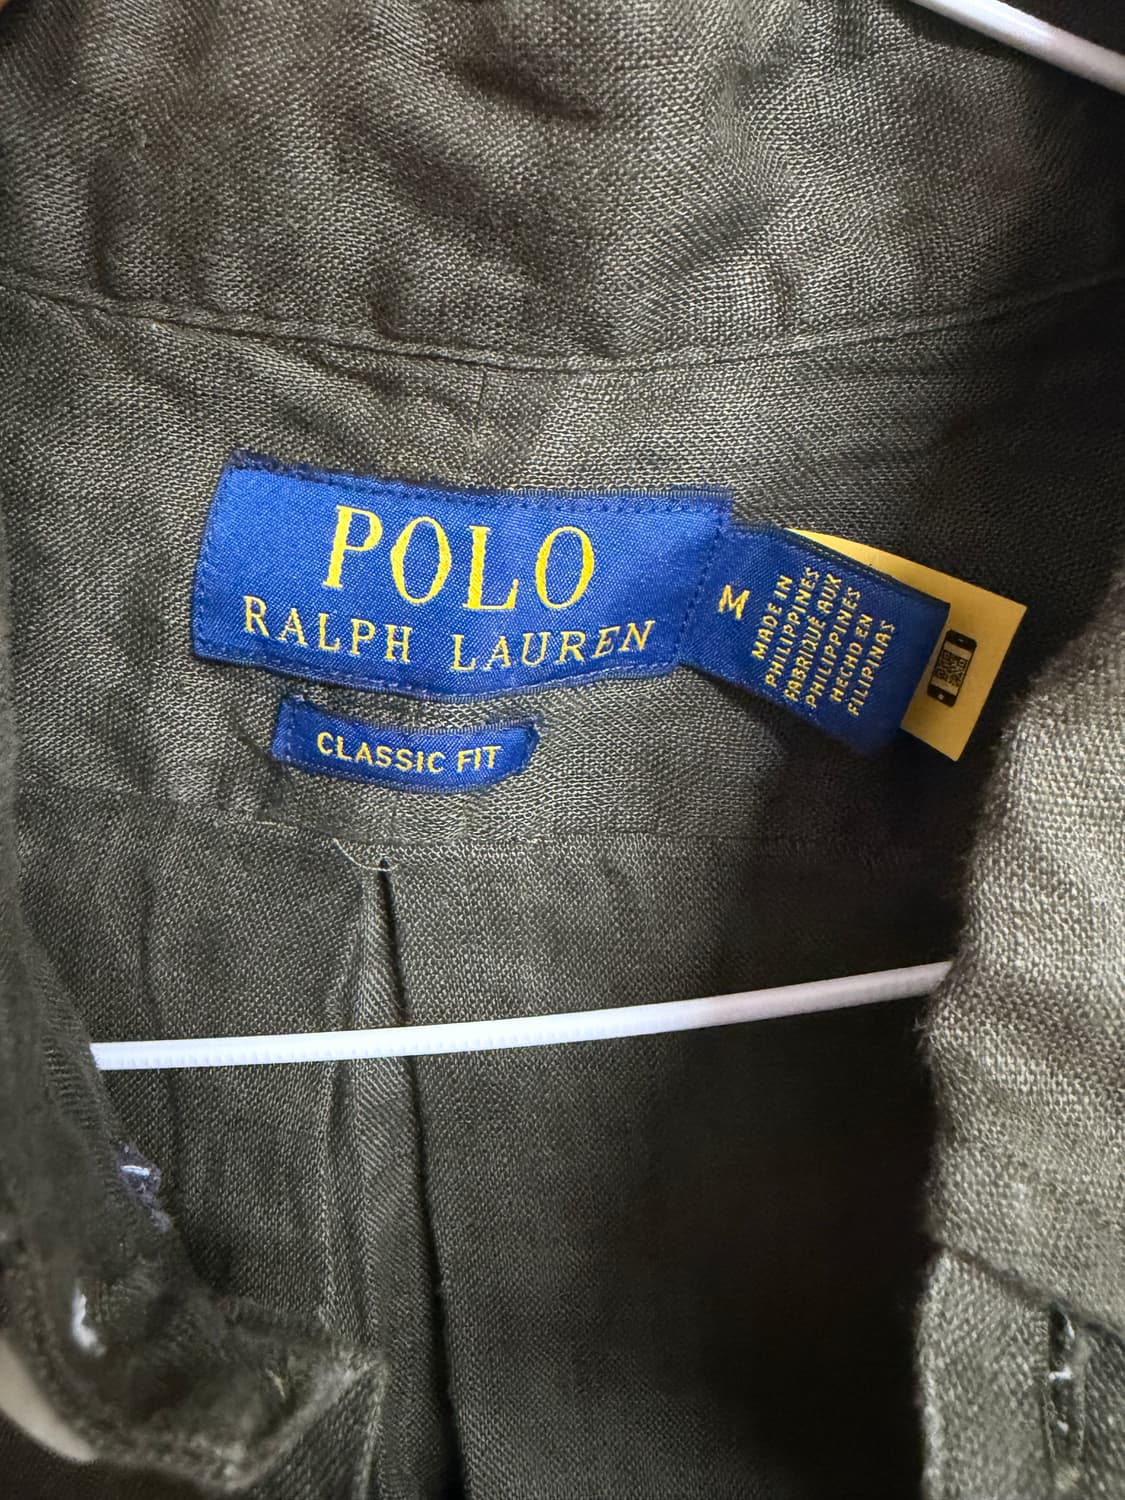 POLO
RALPH LAUREN
CLASSIC FIT
M
MADE IN
PHILIPPINES
FABRIQUÉ AUX
PHILIPPINES
HECHO EN
FILIPINAS